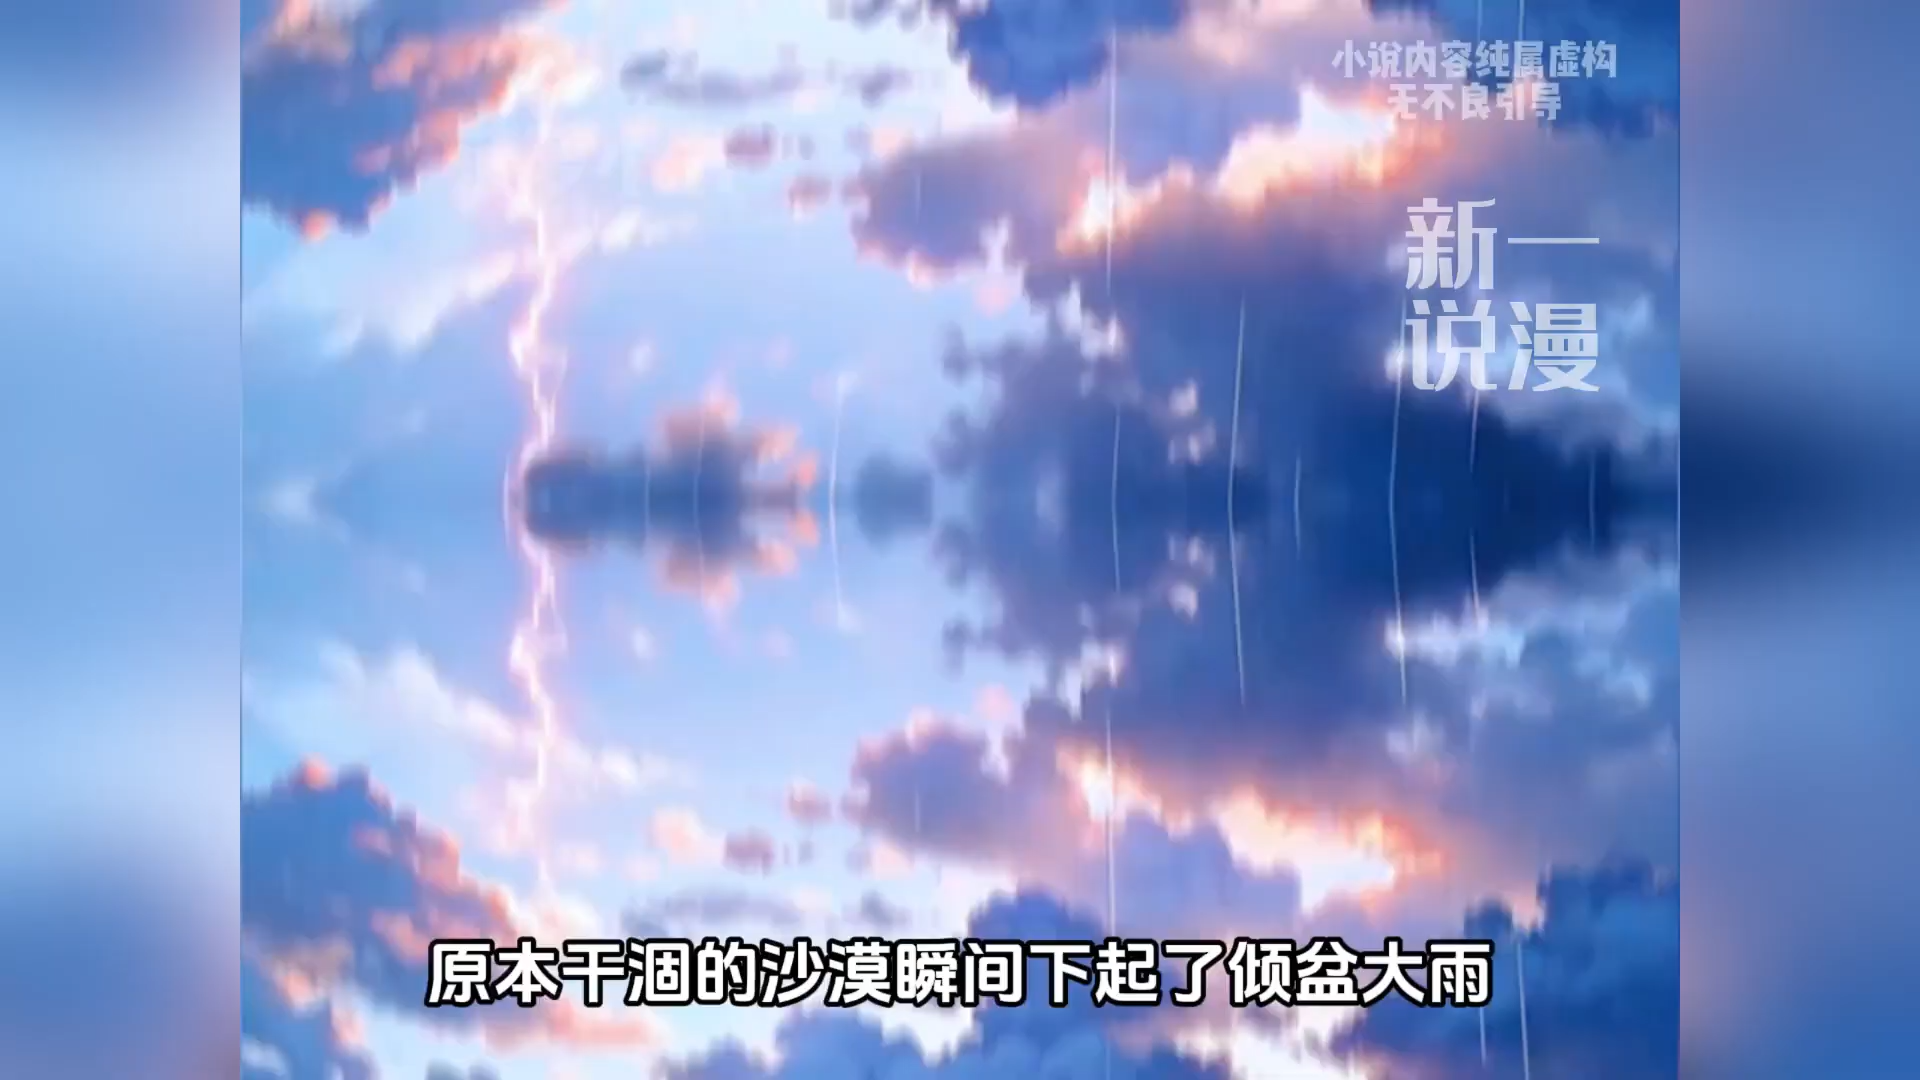 小说内容纯属虚构
无不良引导
新一
说漫
原本干涸的沙漠瞬间下起了倾盆大雨